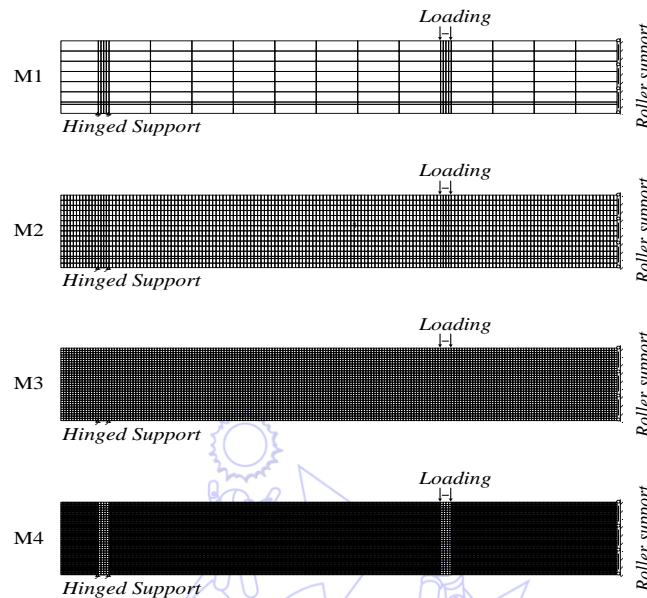 Loading
M1
Roller support
Hinged Support
Loading
M2
Roller support
Hinged Support
Loading
M3
Roller support
Hinged Support
Loading
M4
Roller support
Hinged Support